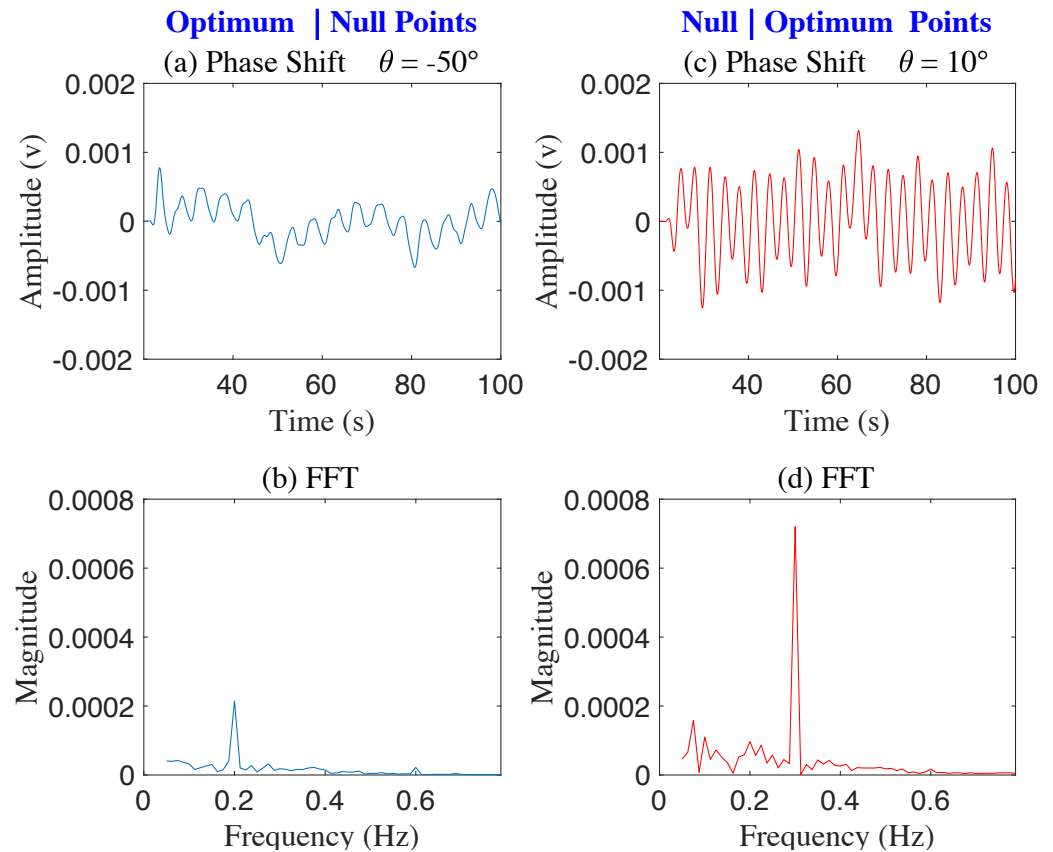 Optimum | Null Points
(a) Phase Shift θ = -50°
0.002
0.001
0
-0.001
-0.002
Amplitude (v)
40 60 80 100
Time (s)
Null | Optimum Points
(c) Phase Shift θ = 10°
0.002
0.001
0
-0.001
-0.002
Amplitude (v)
40 60 80 100
Time (s)
(b) FFT
0.0008
0.0006
0.0004
0.0002
0
Magnitude
0 0.2 0.4 0.6
Frequency (Hz)
(d) FFT
0.0008
0.0006
0.0004
0.0002
0
Magnitude
0 0.2 0.4 0.6
Frequency (Hz)